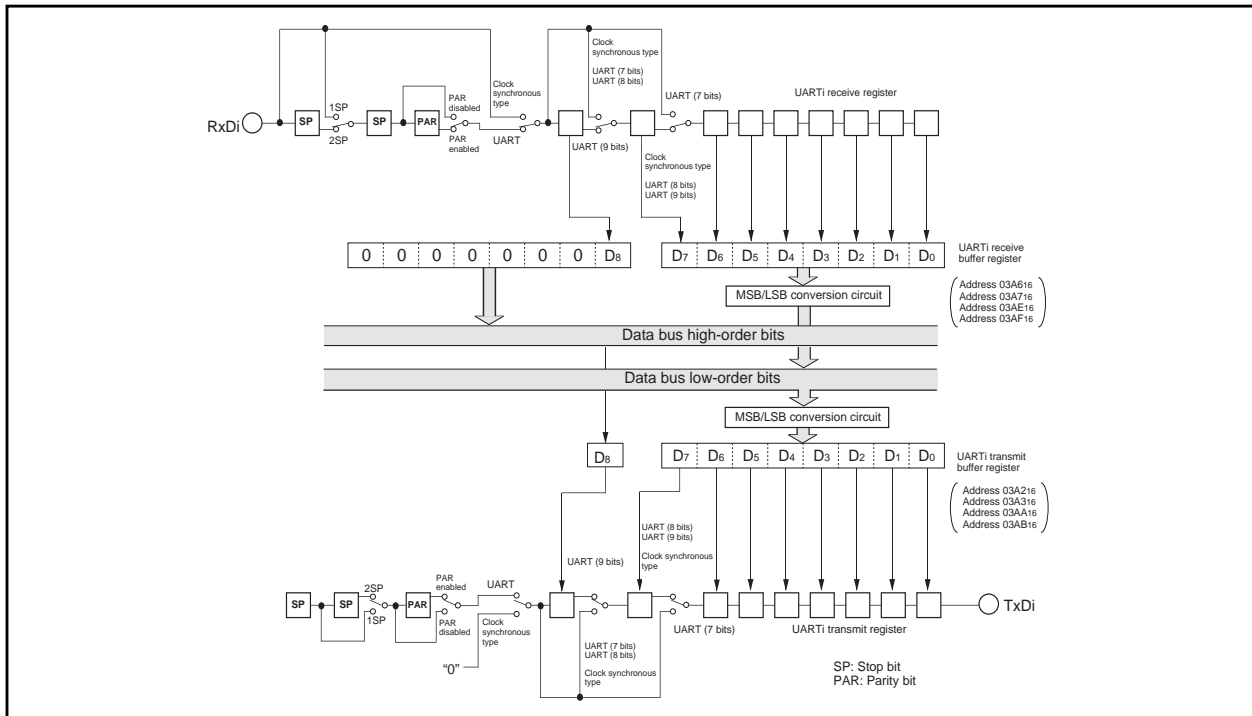 Clock
synchronous type
UART (7 bits)
UART (8 bits)
UART (7 bits)
UARTi receive register
Clock
synchronous
type
PAR
disabled
1SP
RxDi
SP
SP
PAR
2SP
PAR
enabled
UART
UART (9 bits)
Clock
synchronous type
UART (8 bits)
UART (9 bits)
0 0 0 0 0 0 0 D8
D7 D6 D5 D4 D3 D2 D1 D0
UARTi receive
buffer register
MSB/LSB conversion circuit
Address 03A616
Address 03A716
Address 03AE16
Address 03AF16
Data bus high-order bits
Data bus low-order bits
MSB/LSB conversion circuit
D8
D7 D6 D5 D4 D3 D2 D1 D0
UARTi transmit
buffer register
Address 03A216
Address 03A316
Address 03AA16
Address 03AB16
UART (8 bits)
UART (9 bits)
Clock synchronous
type
UART (9 bits)
PAR
enabled
2SP
UART
SP
SP
PAR
TxDi
1SP
PAR
disabled
Clock
synchronous
type
UART (7 bits)
UARTi transmit register
UART (7 bits)
UART (8 bits)
Clock synchronous
type
“0”
SP: Stop bit
PAR: Parity bit